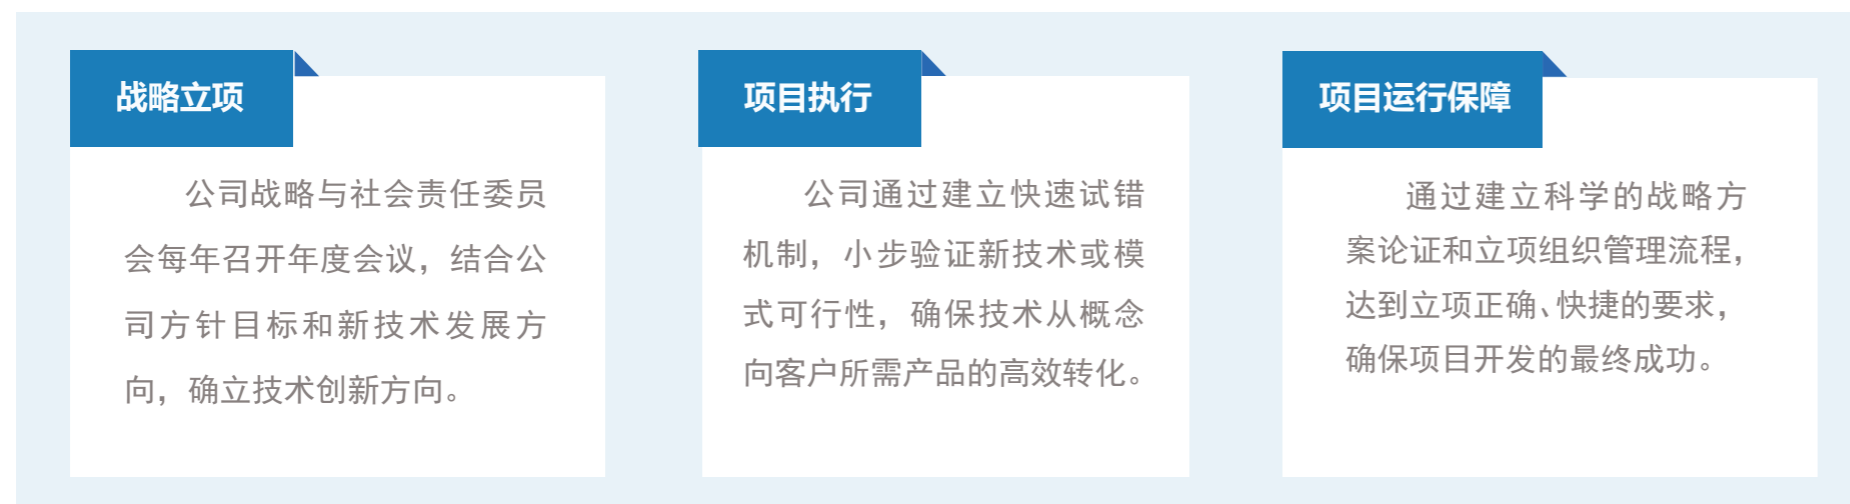 战略立项
公司战略与社会责任委员
会每年召开年度会议，结合公
司方针目标和新技术发展方
向，确立技术创新方向。
项目执行
公司通过建立快速试错
机制，小步验证新技术或模
式可行性，确保技术从概念
向客户所需产品的高效转化。
项目运行保障
通过建立科学的战略方
案论证和立项组织管理流程，
达到立项正确、快捷的要求，
确保项目开发的最终成功。